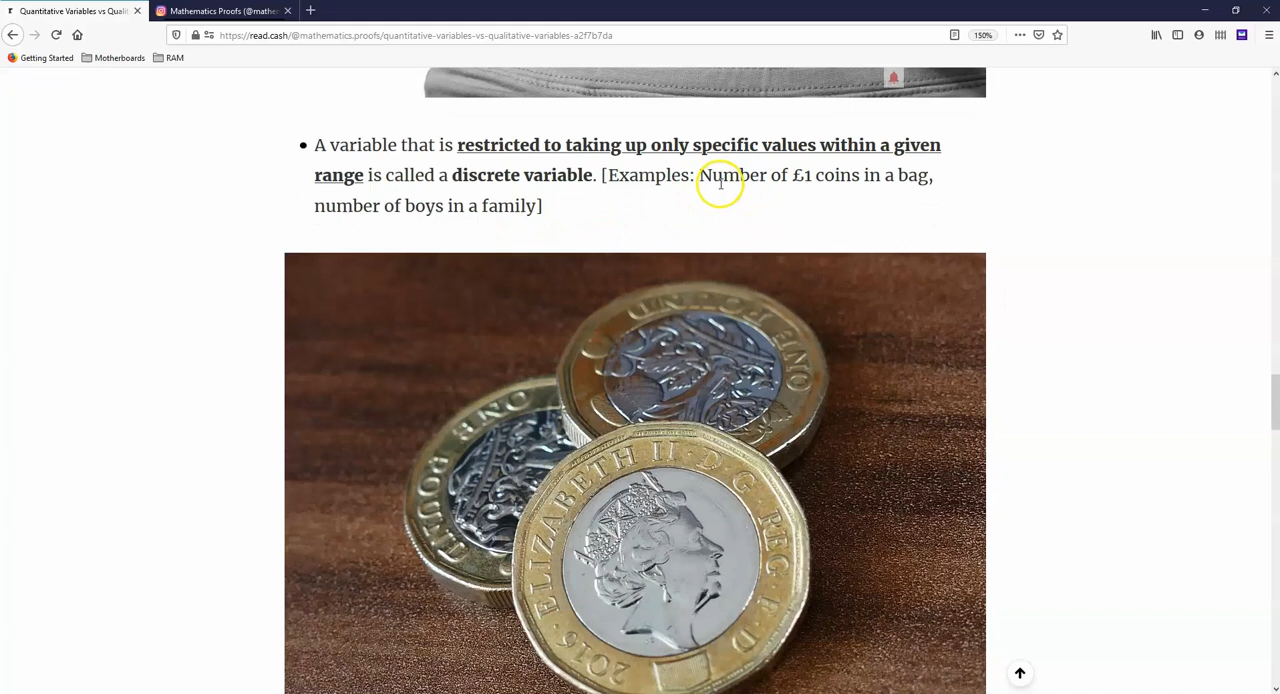 Quantitative Variables vs Quali
Mathematics Proofs (@mathe
https://read.cash/@mathematics.proofs/quantitative-variables-vs-qualitative-variables-a2f7b7da
150%
Getting Started
Motherboards
RAM
A variable that is restricted to taking up only specific values within a given
range is called a discrete variable. [Examples: Number of £1 coins in a bag,
number of boys in a family]
ONE POUND
ONE POUND
ELIZABETH II · D · G · REG · F · D ·
2016